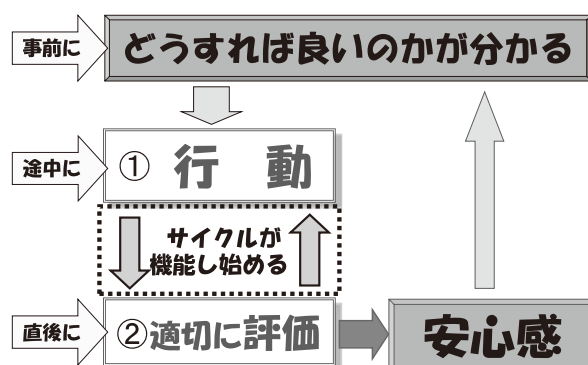 事前に
どうすれば良いのかが分かる
途中に
① 行 動
サイクルが
機能し始める
直後に
②適切に評価
安心感